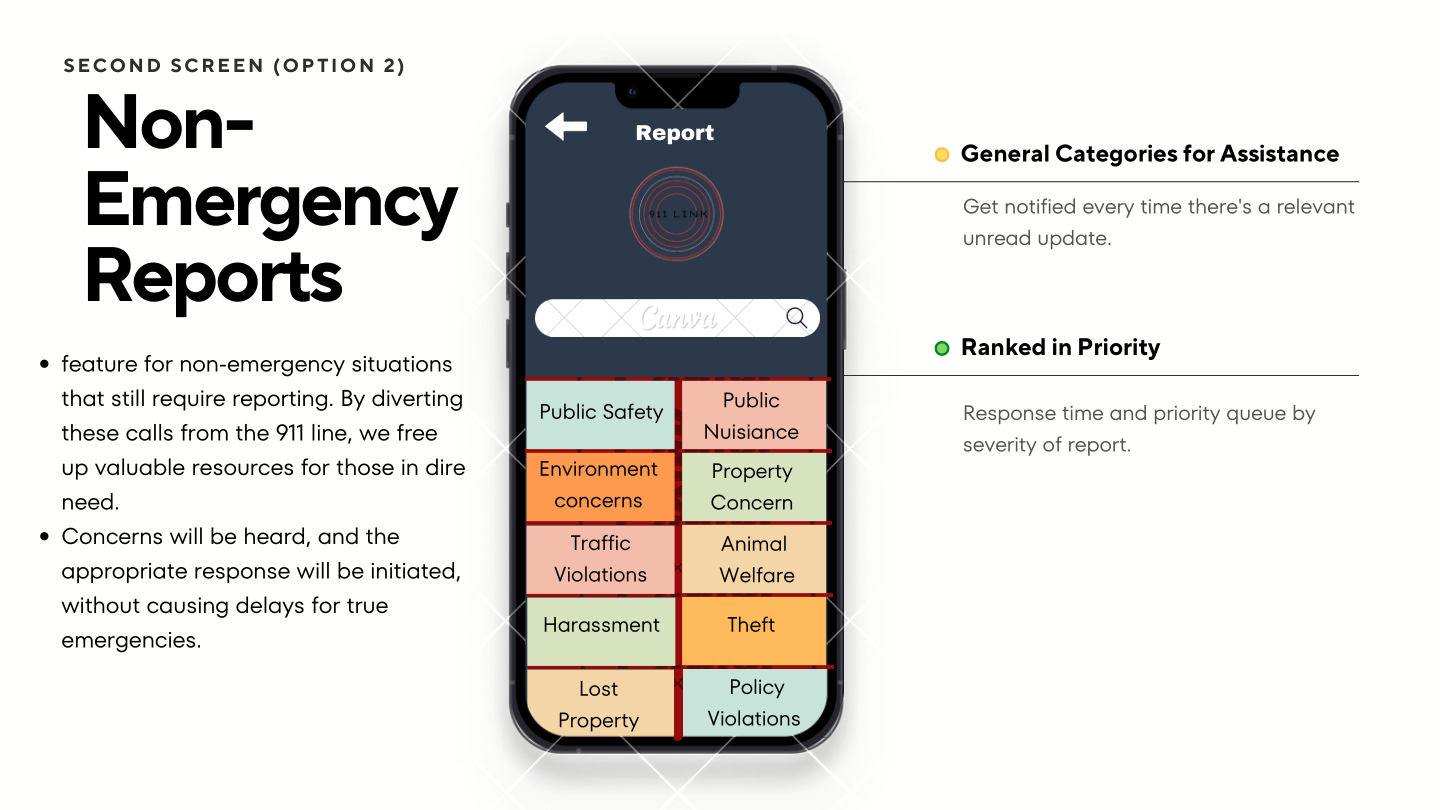 SECOND SCREEN (OPTION 2)
Non-
Emergency
Reports
• feature for non-emergency situations
that still require reporting. By diverting
these calls from the 911 line, we free
up valuable resources for those in dire
need.
• Concerns will be heard, and the
appropriate response will be initiated,
without causing delays for true
emergencies.
Report
911 LINK
Canva
Public Safety
Public
Nuisiance
Environment
concerns
Property
Concern
Traffic
Violations
Animal
Welfare
Harassment
Theft
Lost
Property
Policy
Violations
General Categories for Assistance
Get notified every time there's a relevant
unread update.
Ranked in Priority
Response time and priority queue by
severity of report.